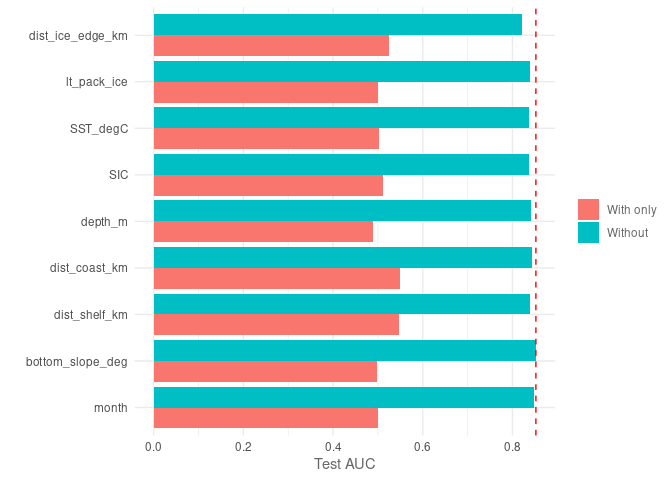 dist_ice_edge_km
lt_pack_ice
SST_degC
SIC
depth_m
dist_coast_km
dist_shelf_km
bottom_slope_deg
month
0.0 0.2 0.4 0.6 0.8
Test AUC
With only
Without